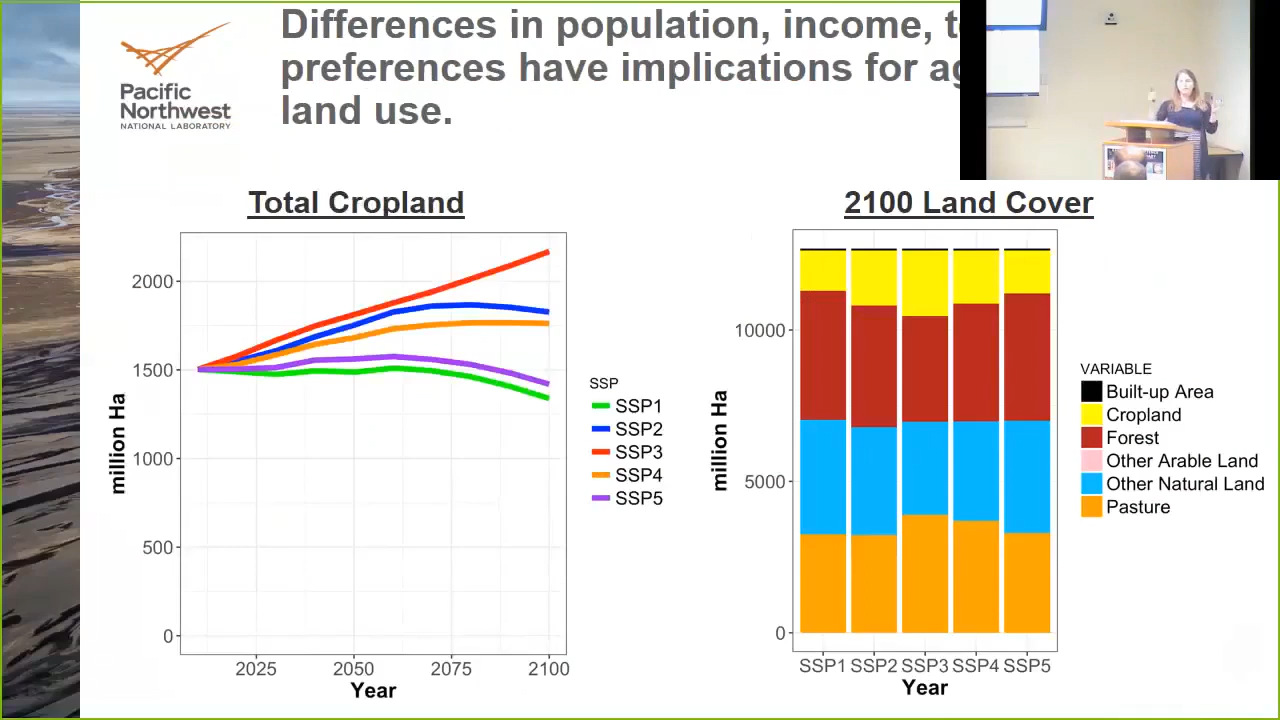 Differences in population, income, t
preferences have implications for ag
land use.
Pacific
Northwest
NATIONAL LABORATORY
Total Cropland
2100 Land Cover
million Ha
2000
1500
1000
500
0
2025
2050
2075
2100
Year
SSP
SSP1
SSP2
SSP3
SSP4
SSP5
million Ha
10000
5000
0
SSP1
SSP2
SSP3
SSP4
SSP5
Year
VARIABLE
Built-up Area
Cropland
Forest
Other Arable Land
Other Natural Land
Pasture